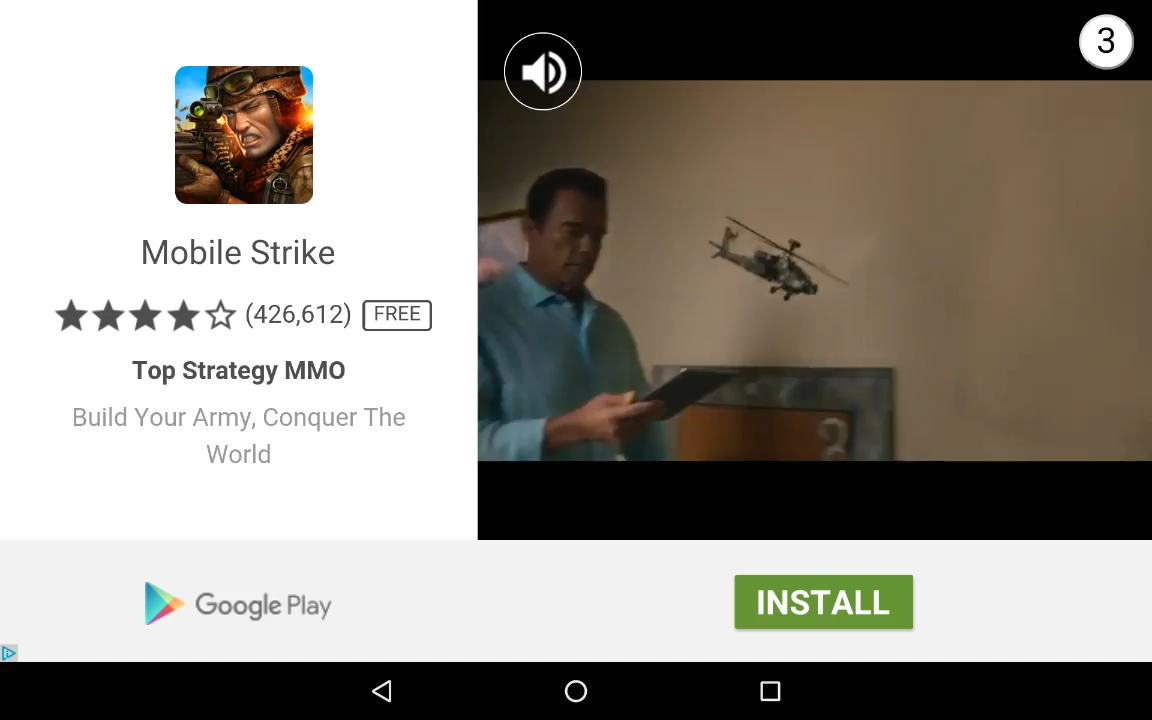 3
Mobile Strike
(426,612) FREE
Top Strategy MMO
Build Your Army, Conquer The
World
Google Play
INSTALL